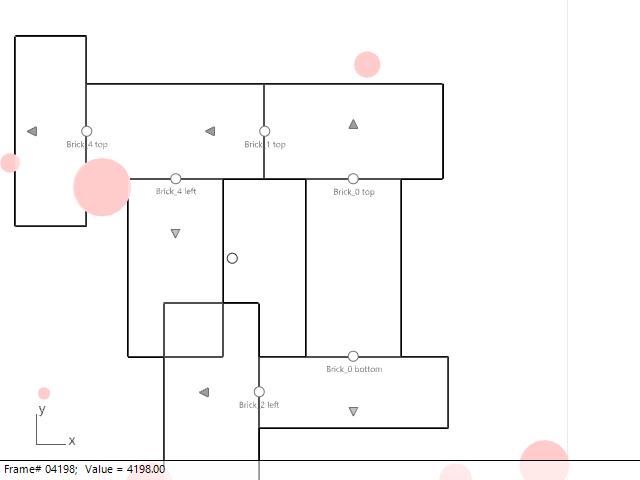 Brick_4 top
Brick_1 top
Brick_4 left
Brick_0 top
Brick_0 bottom
Brick_2 left
y
x
Frame# 04198; Value = 4198.00